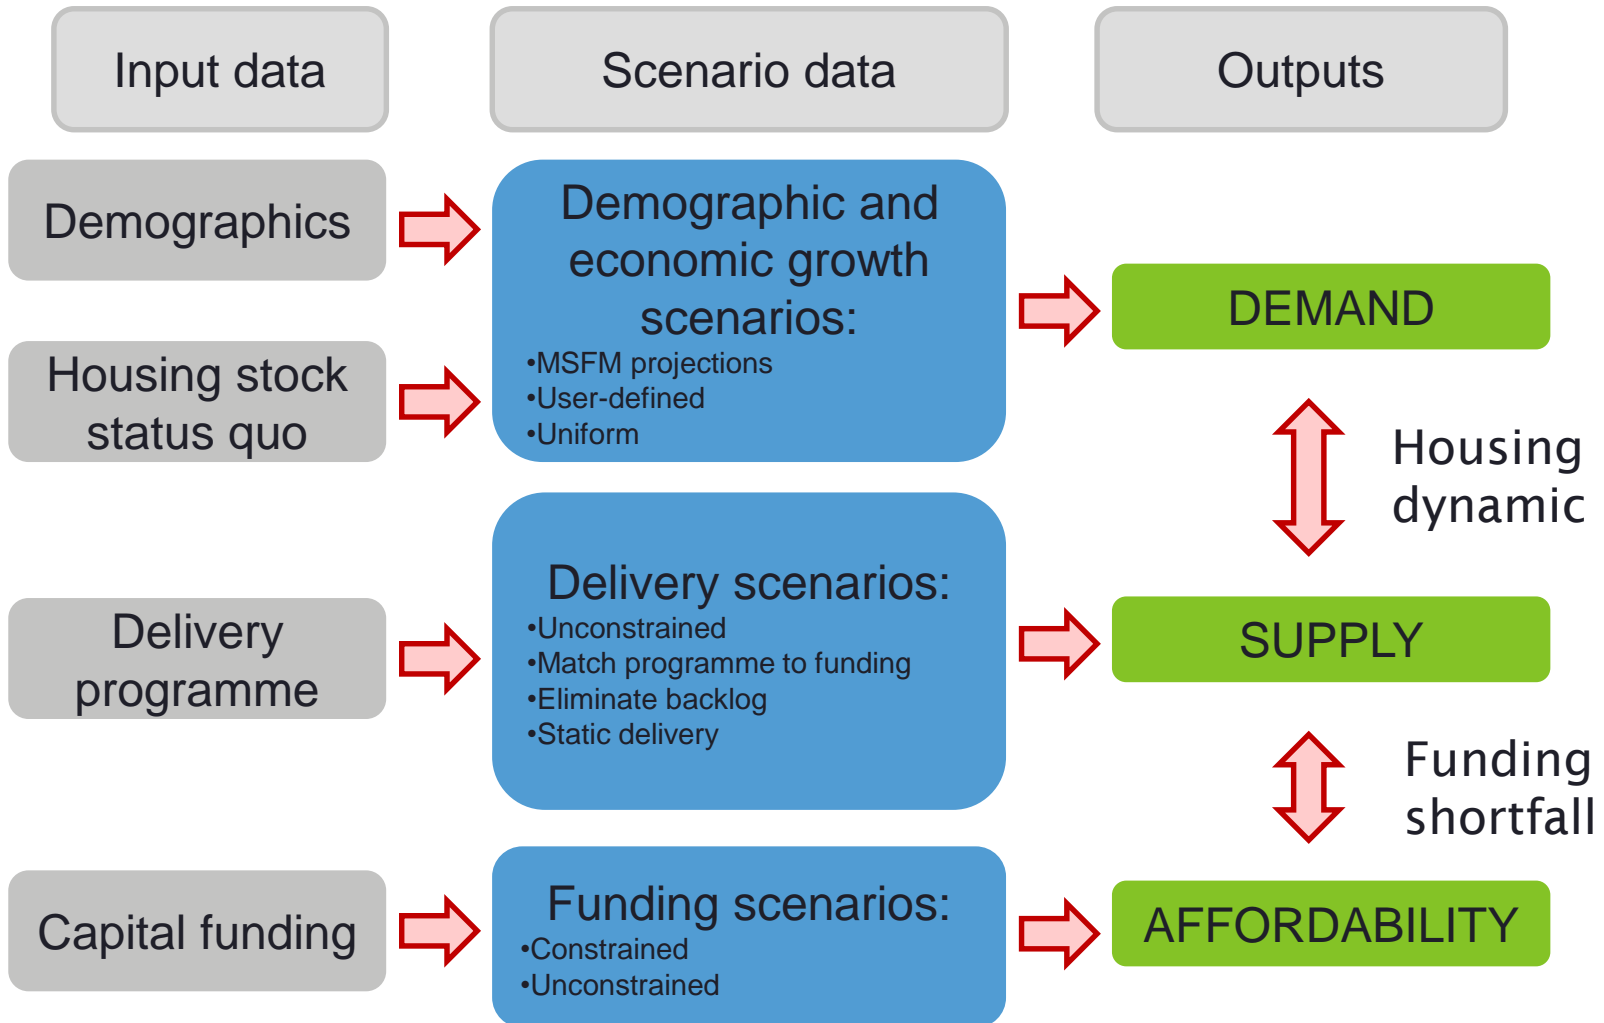 Input data
Scenario data
Outputs
Demographics
Housing stock
status quo
Delivery
programme
Capital funding
Demographic and
economic growth
scenarios:
•MSFM projections
•User-defined
•Uniform
Delivery scenarios:
•Unconstrained
•Match programme to funding
•Eliminate backlog
•Static delivery
Funding scenarios:
•Constrained
•Unconstrained
DEMAND
Housing
dynamic
SUPPLY
Funding
shortfall
AFFORDABILITY